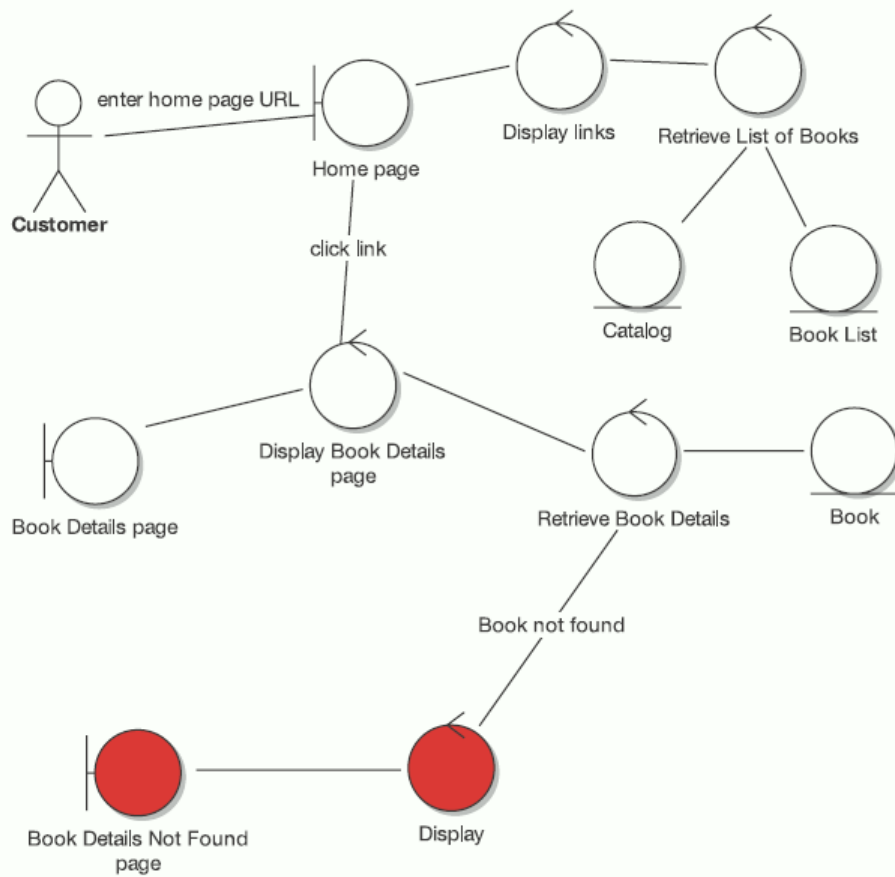 enter home page URL
Display links
Retrieve List of Books
Home page
Customer
click link
Catalog
Book List
Display Book Details
page
Book Details page
Retrieve Book Details
Book
Book not found
Book Details Not Found
page
Display